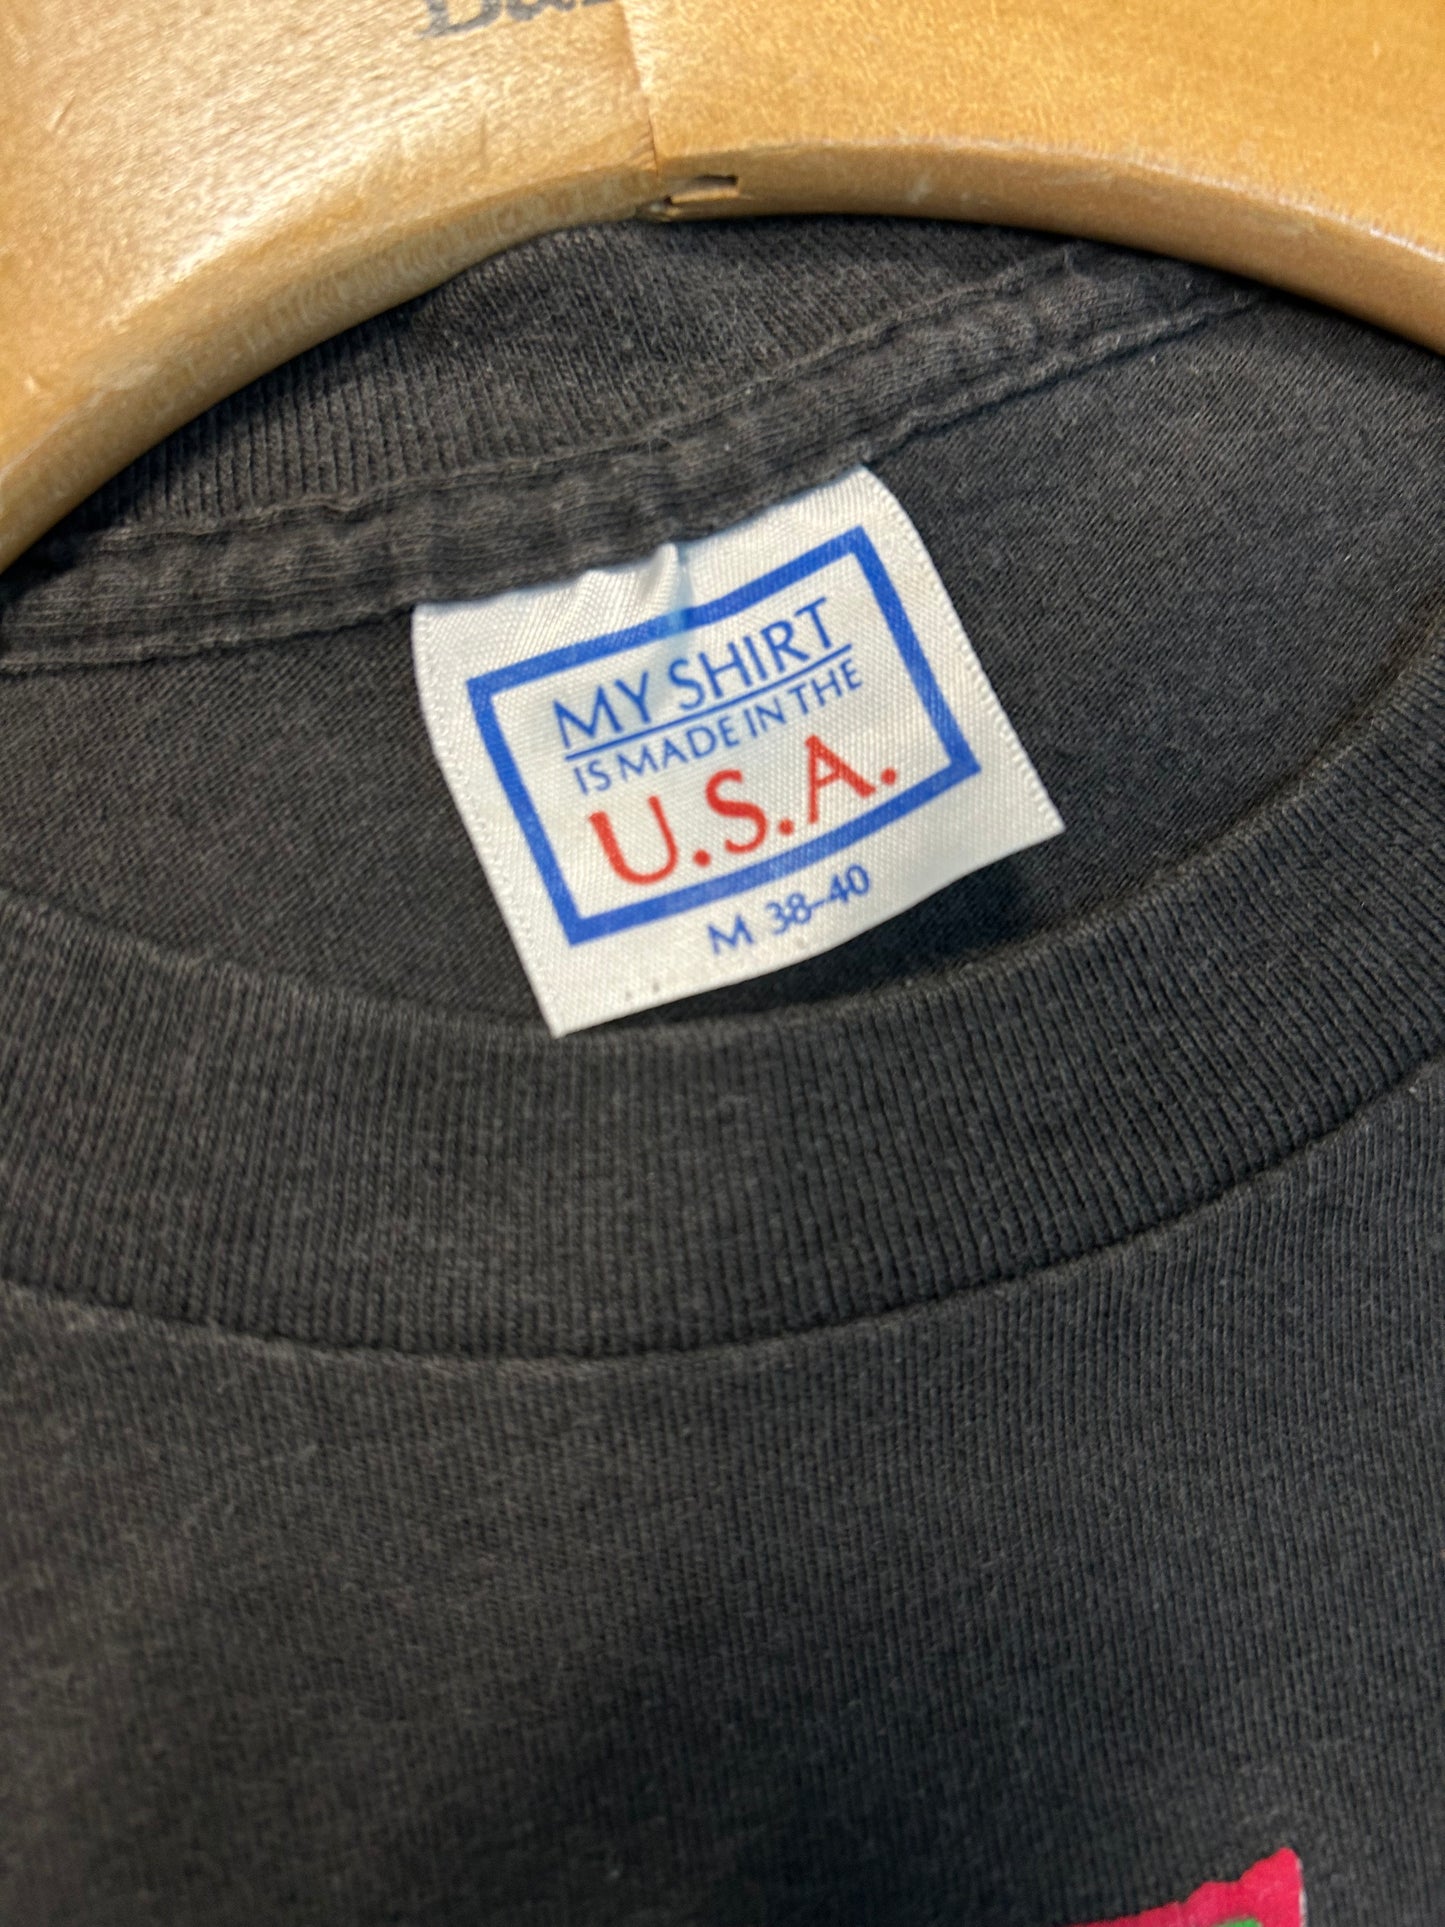 MY SHIRT
IS MADE IN THE
U.S.A.
M 38-40